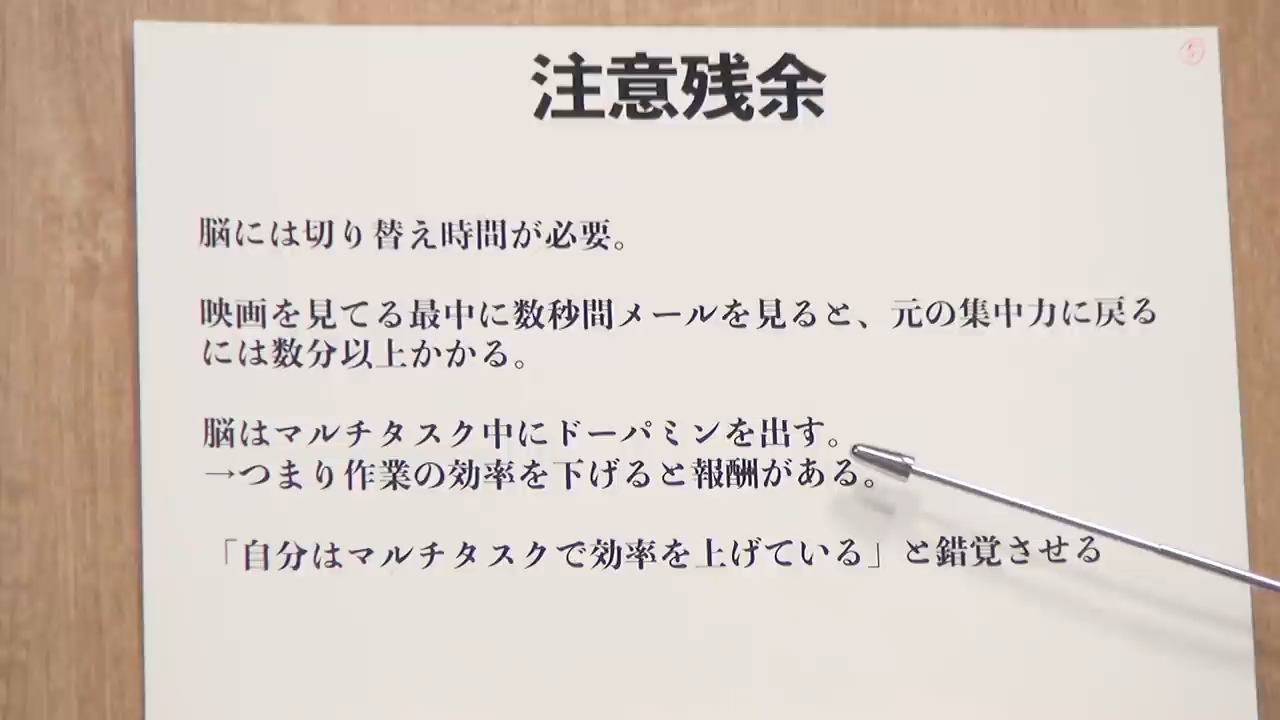 注意残余
脳には切り替え時間が必要。
映画を見てる最中に数秒間メールを見ると、元の集中力に戻る
には数分以上かかる。
脳はマルチタスク中にドーパミンを出す。
→つまり作業の効率を下げると報酬がある。
「自分はマルチタスクで効率を上げている」と錯覚させる